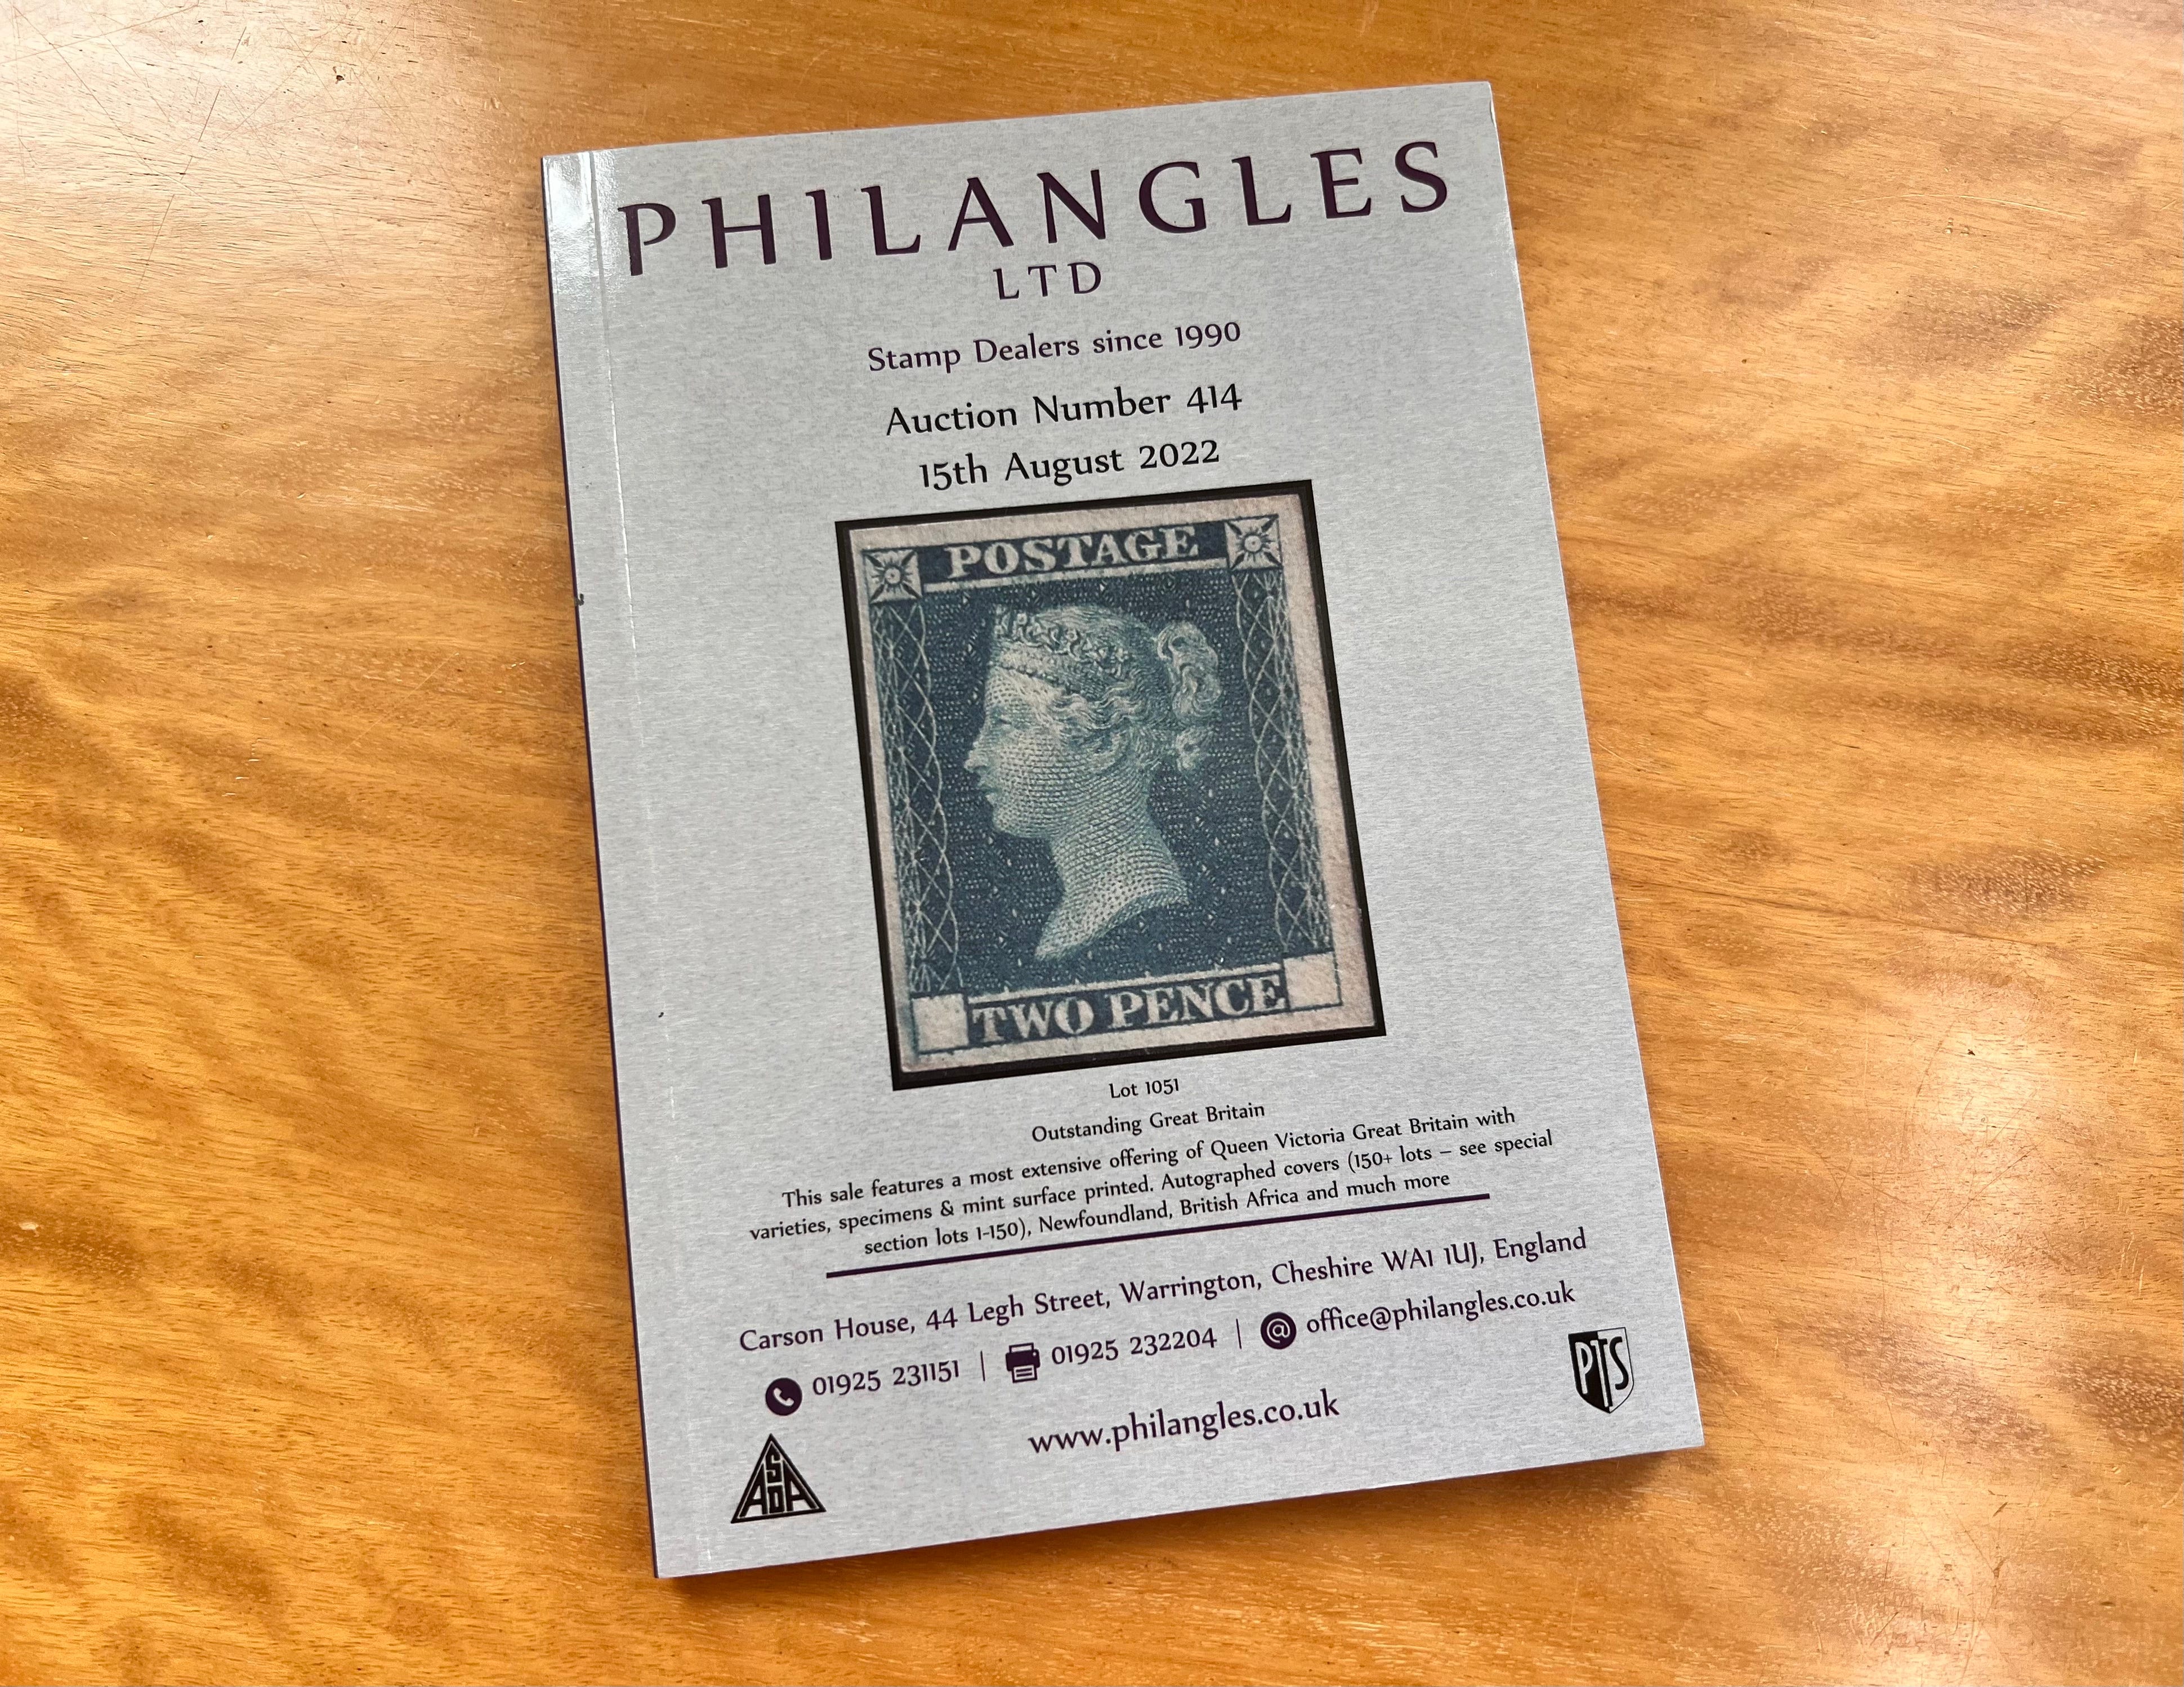 PHILANGLES
LTD
Stamp Dealers since 1990
Auction Number 414
15th August 2022
POSTAGE
TWO PENCE
Lot 1051
Outstanding Great Britain
This sale features a most extensive offering of Queen Victoria Great Britain with
varieties, specimens & mint surface printed. Autographed covers (150+ lots – see special
section lots 1-150), Newfoundland, British Africa and much more
Carson House, 44 Legh Street, Warrington, Cheshire WA1 1UJ, England
01925 231151 | 01925 232204 | office@philangles.co.uk
www.philangles.co.uk
PTS
ASDA